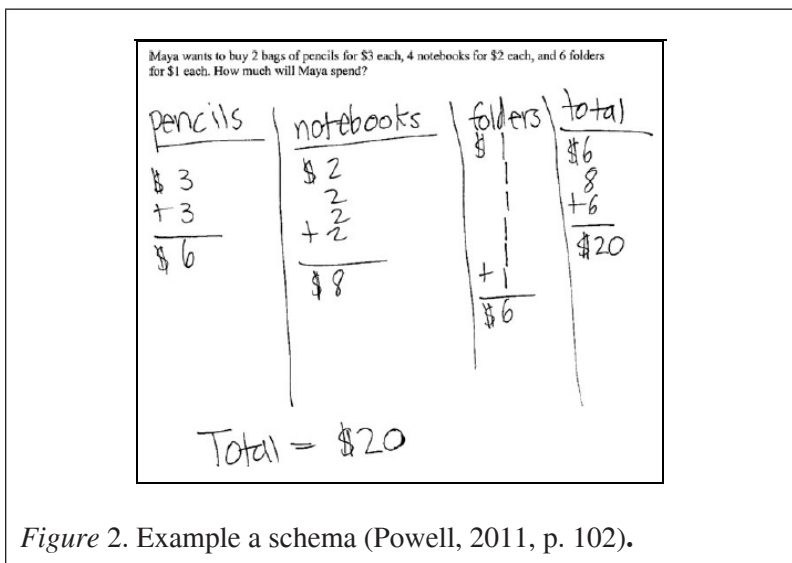 Maya wants to buy 2 bags of pencils for $3 each, 4 notebooks for $2 each, and 6 folders
for $1 each. How much will Maya spend?
pencils
$ 3
+ 3
$ 6
notebooks
$ 2
2
2
+ 2
$ 8
folders
$ 1
1
1
1
1
+ 1
$ 6
total
$6
8
+6
$20
Total = $20
Figure 2. Example a schema (Powell, 2011, p. 102).